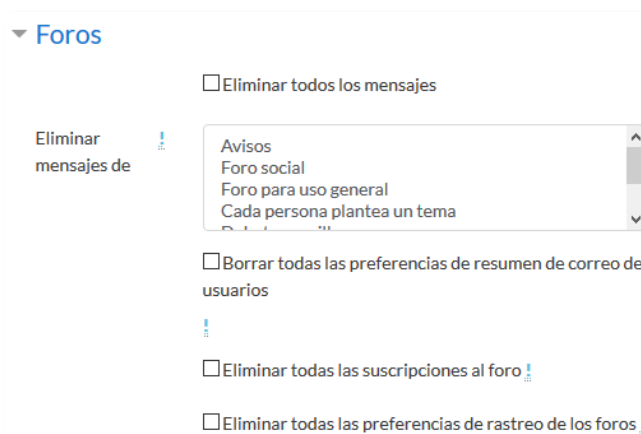 Foros
Eliminar todos los mensajes
Eliminar
mensajes de
Avisos
Foro social
Foro para uso general
Cada persona plantea un tema
Borrar todas las preferencias de resumen de correo de
usuarios
Eliminar todas las suscripciones al foro
Eliminar todas las preferencias de rastreo de los foros